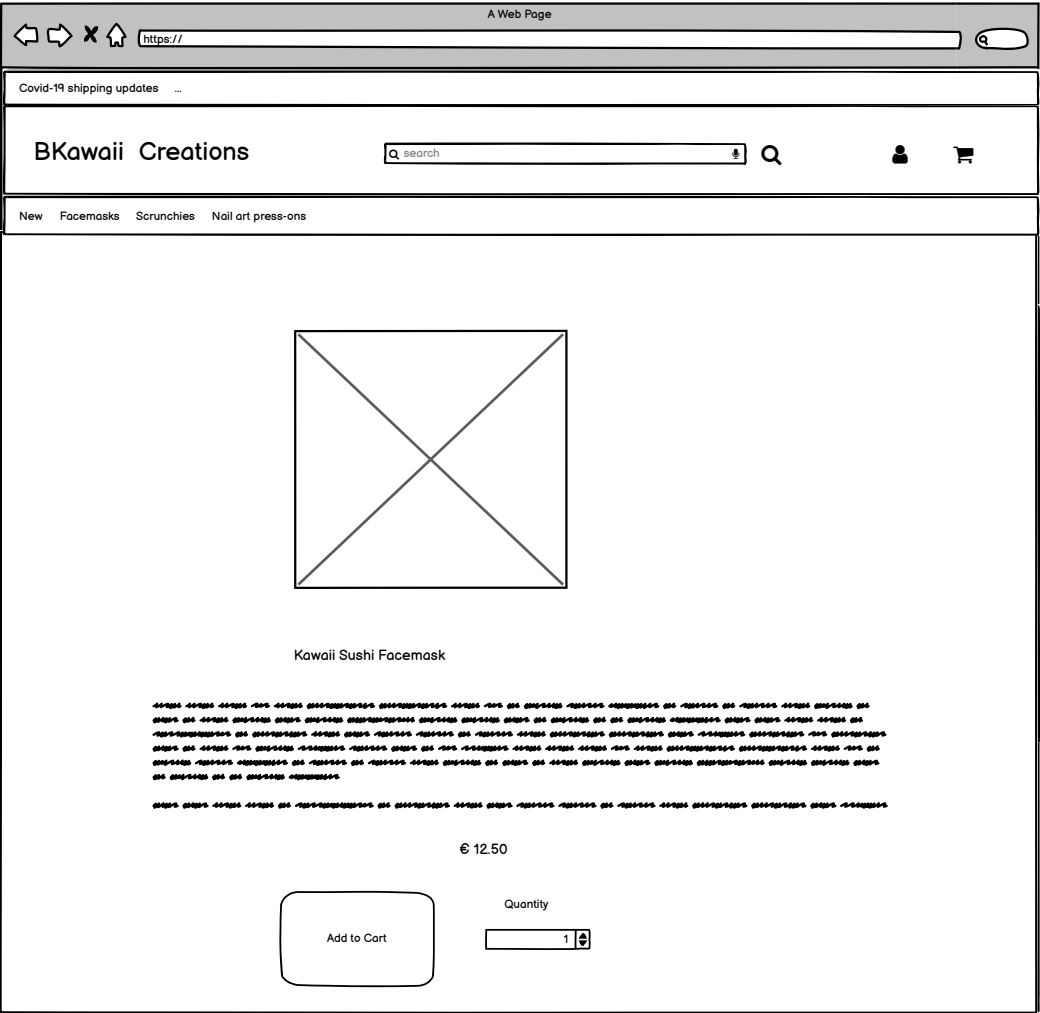 A Web Page
https://
Covid-19 shipping updates ...
BKawaii Creations
search
New Facemasks Scrunchies Nail art press-ons
Kawaii Sushi Facemask
€ 12.50
Quantity
Add to Cart
1